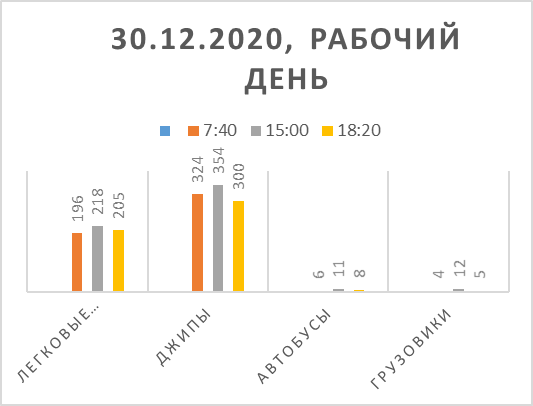 30.12.2020, РАБОЧИЙ
ДЕНЬ
7:40 15:00 18:20
196 218 205 324 354 300 6 11 8 4 12 5
ЛЕГКОВЫЕ… ДЖИПЫ АВТОБУСЫ ГРУЗОВИКИ